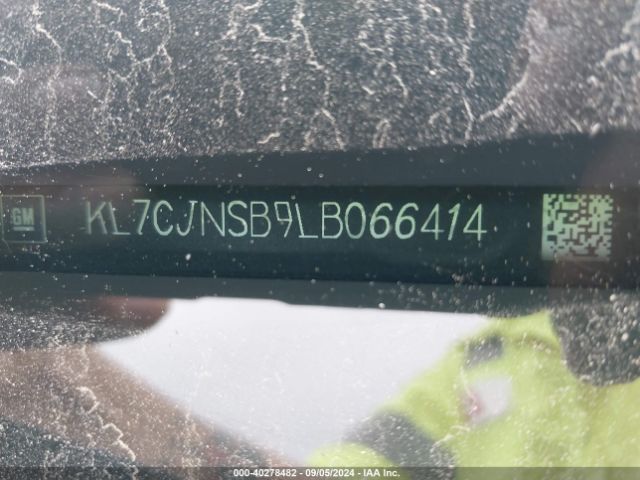 GM KL7CJNSB9LB066414
000-40278482 - 09/05/2024 - IAA Inc.